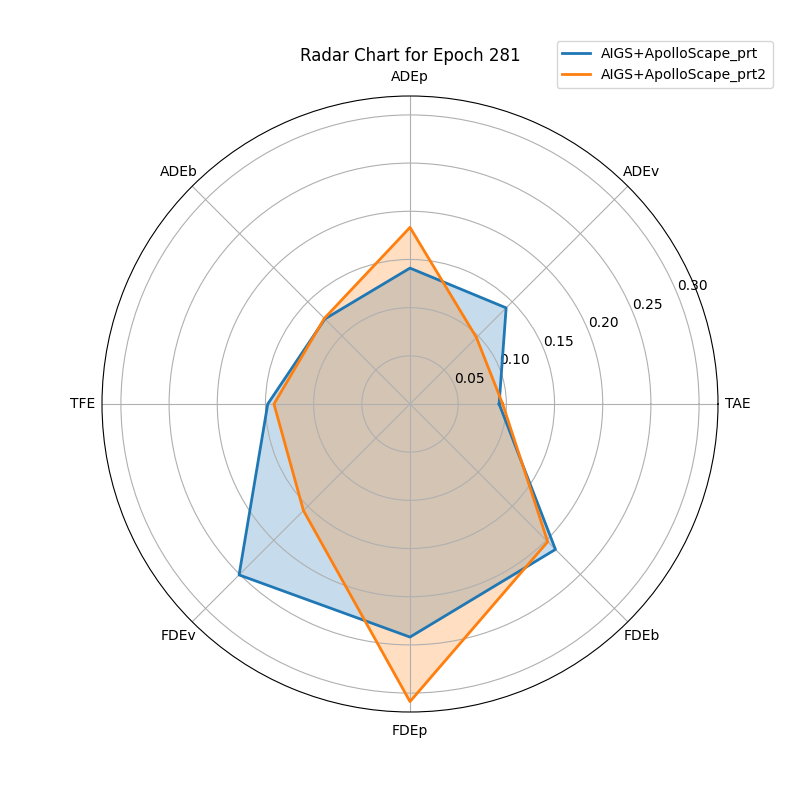 Radar Chart for Epoch 281
AIGS+ApolloScape_prt
AIGS+ApolloScape_prt2
ADEp
ADEb
ADEv
0.30
0.25
0.20
0.15
0.10
0.05
TFE
TAE
FDEv
FDEb
FDEp